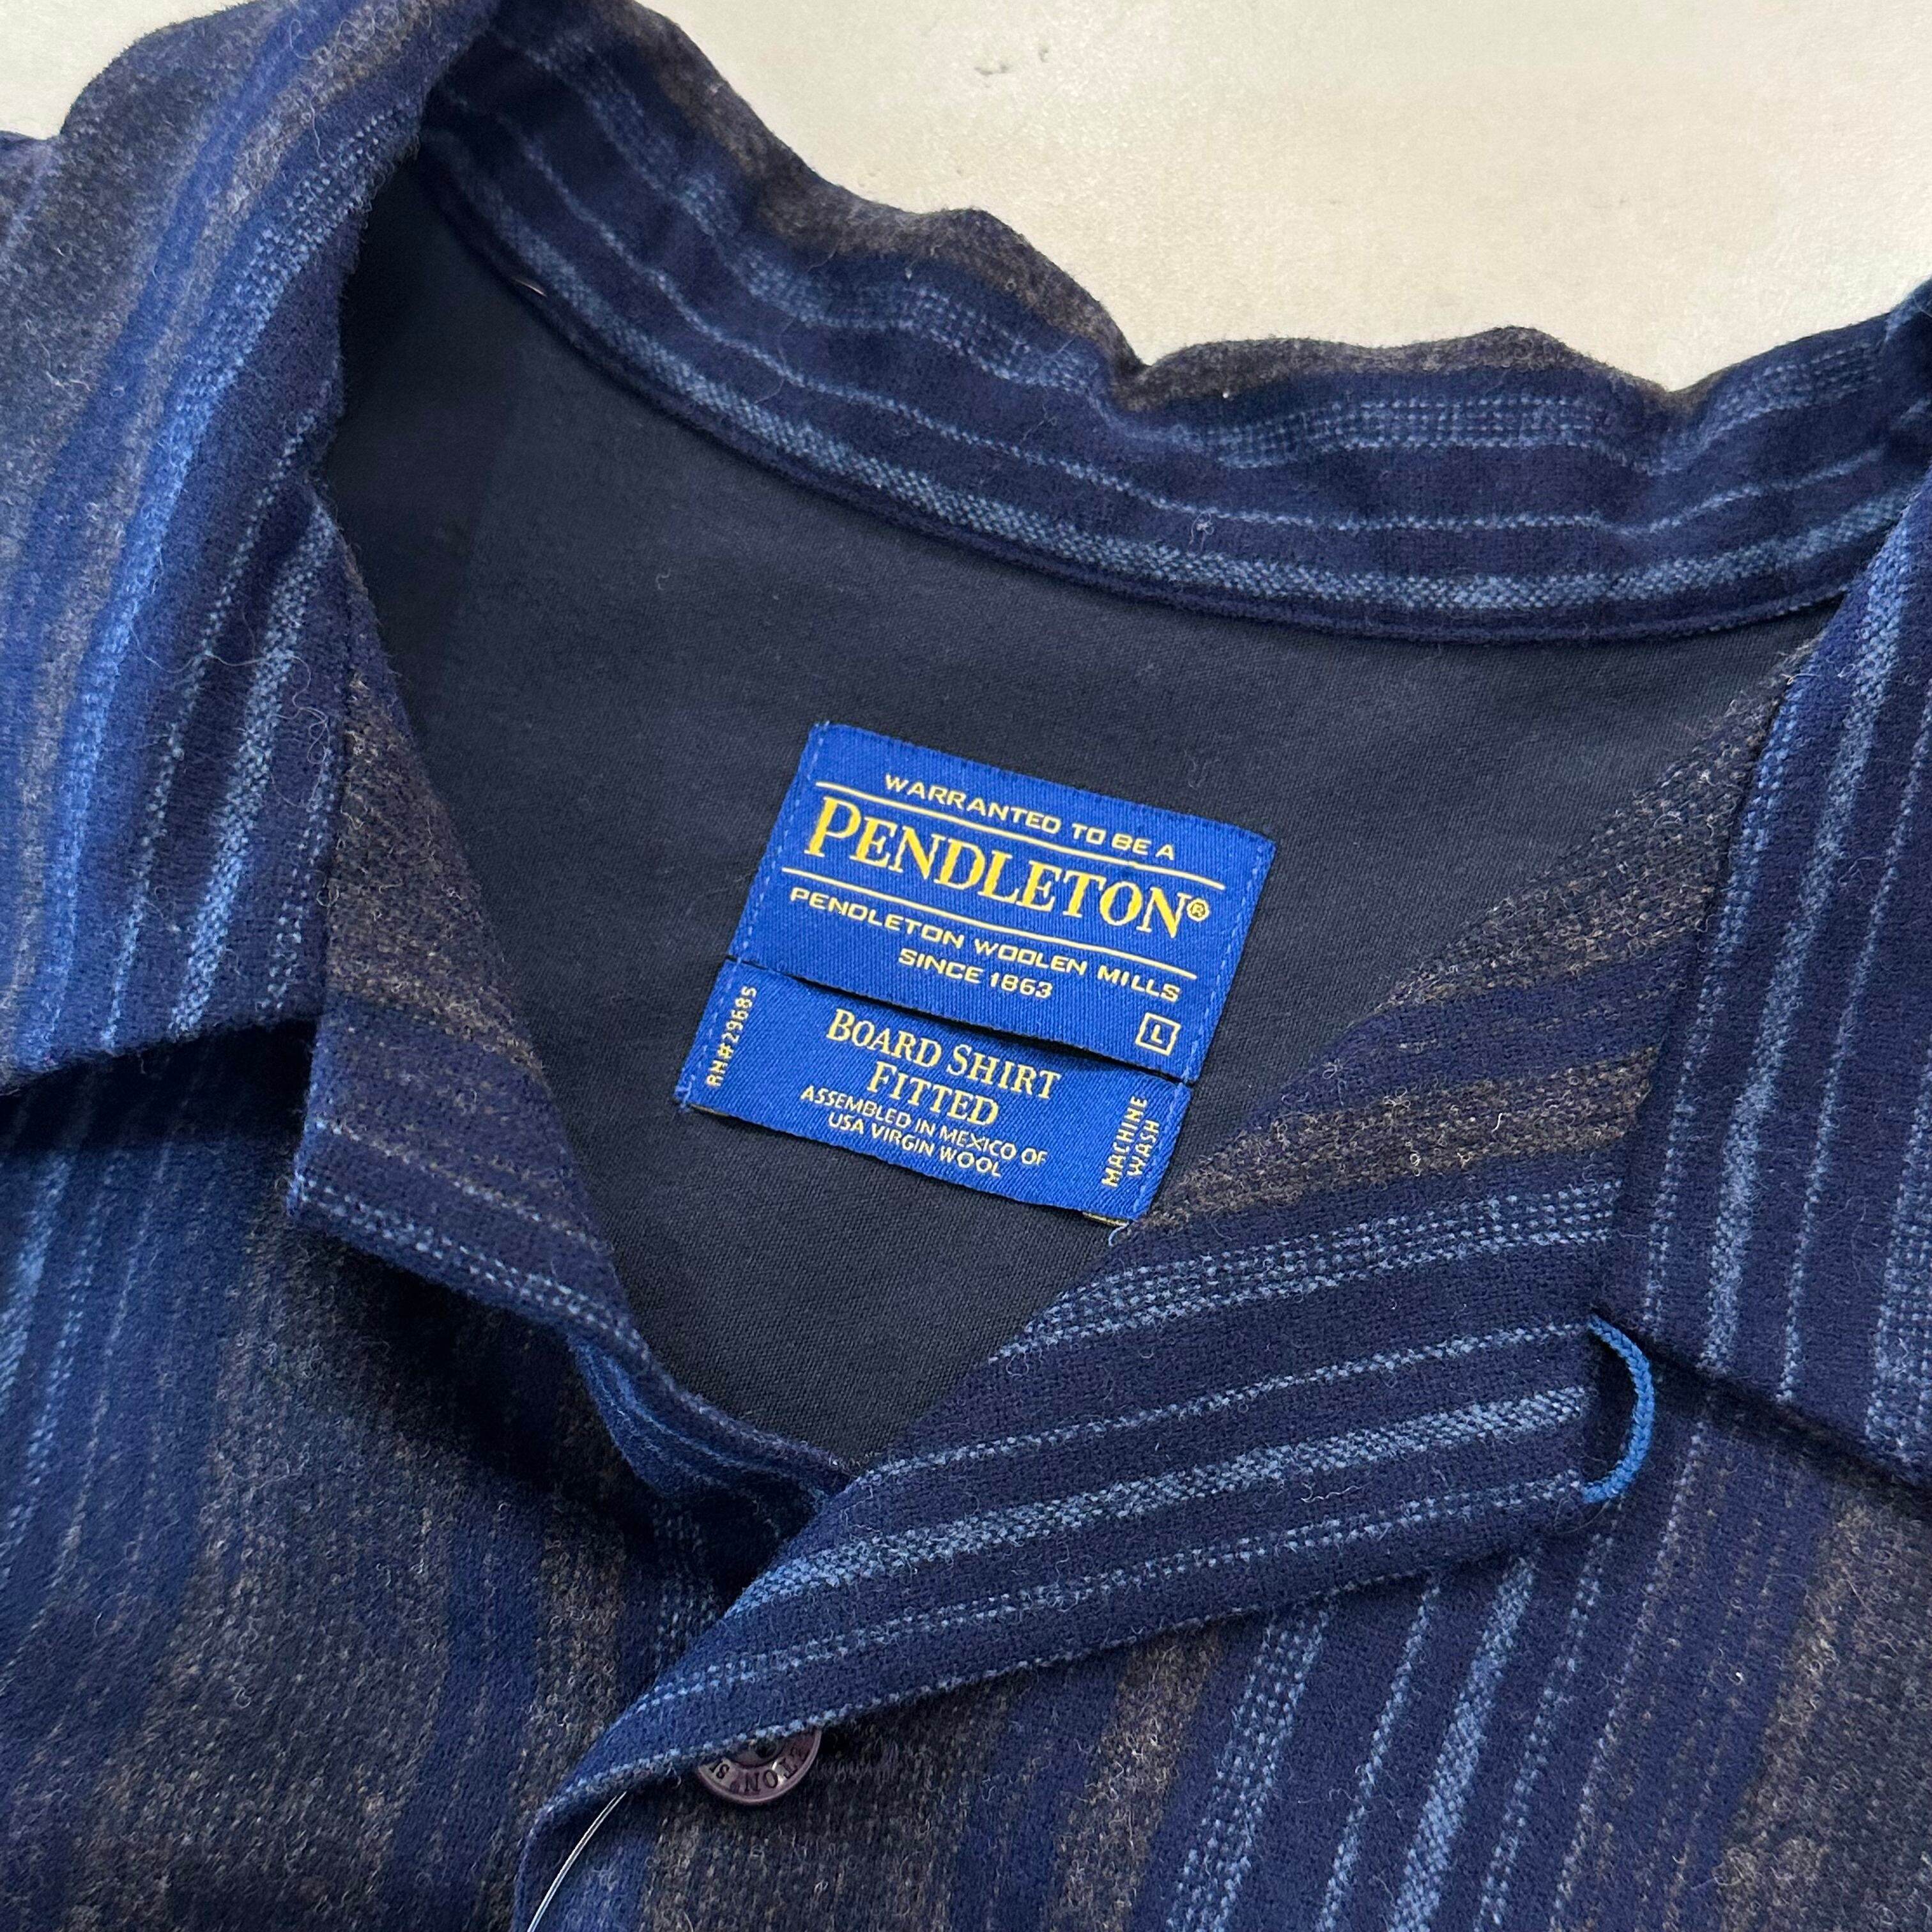 WARRANTED TO BE A
PENDLETON®
PENDLETON WOOLEN MILLS
SINCE 1863
L
RN#29685
BOARD SHIRT
FITTED
ASSEMBLED IN MEXICO OF
USA VIRGIN WOOL
MACHINE
WASH